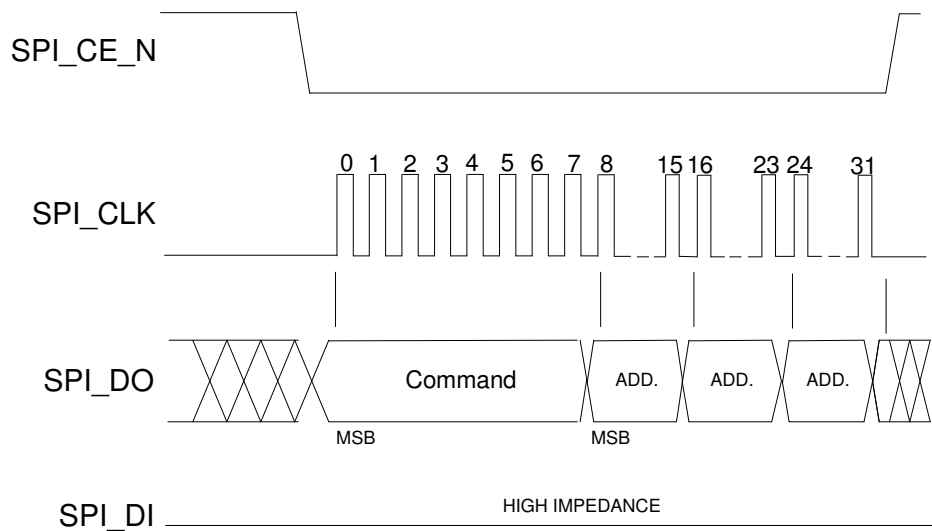 SPI_CE_N
0 1 2 3 4 5 6 7 8 15 16 23 24 31
SPI_CLK
SPI_DO
Command ADD. ADD. ADD.
MSB MSB
HIGH IMPEDANCE
SPI_DI